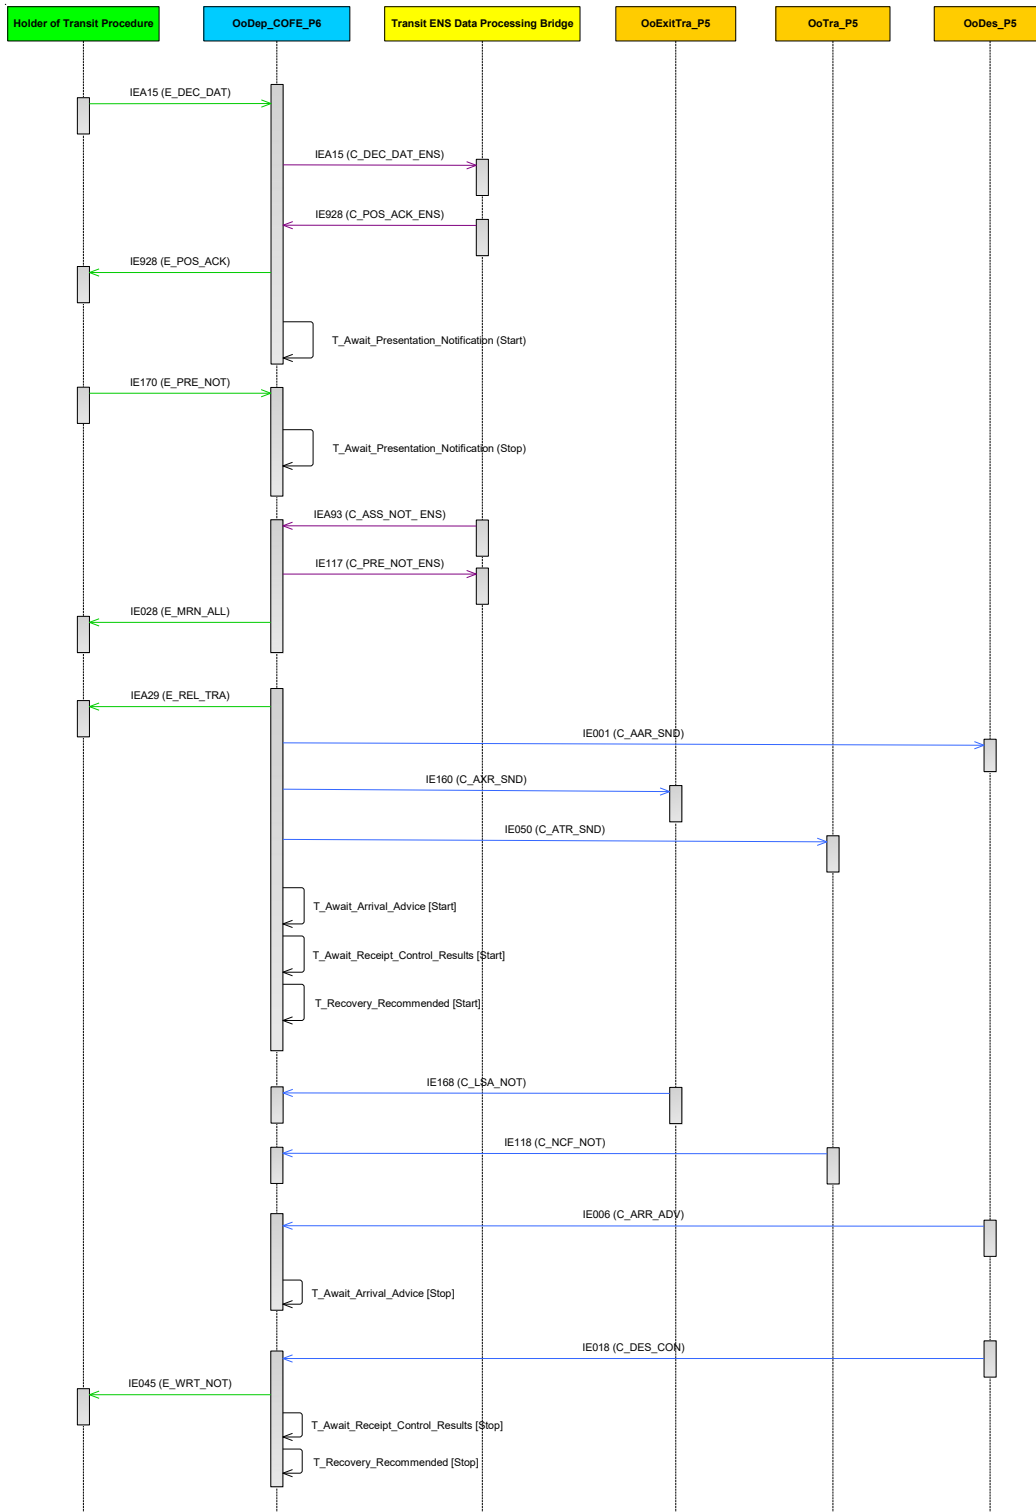 Holder of Transit Procedure
OoDep_COFE_P6
Transit ENS Data Processing Bridge
OoExitTra_P5
OoTra_P5
OoDes_P5
IEA15 (E_DEC_DAT)
IEA15 (C_DEC_DAT_ENS)
IE928 (C_POS_ACK_ENS)
IE928 (E_POS_ACK)
T_Await_Presentation_Notification (Start)
IE170 (E_PRE_NOT)
T_Await_Presentation_Notification (Stop)
IEA93 (C_ASS_NOT_ ENS)
IE117 (C_PRE_NOT_ENS)
IE028 (E_MRN_ALL)
IEA29 (E_REL_TRA)
IE001 (C_AAR_SND)
IE160 (C_AXR_SND)
IE050 (C_ATR_SND)
T_Await_Arrival_Advice [Start]
T_Await_Receipt_Control_Results [Start]
T_Recovery_Recommended [Start]
IE168 (C_LSA_NOT)
IE118 (C_NCF_NOT)
IE006 (C_ARR_ADV)
T_Await_Arrival_Advice [Stop]
IE018 (C_DES_CON)
IE045 (E_WRT_NOT)
T_Await_Receipt_Control_Results [Stop]
T_Recovery_Recommended [Stop]